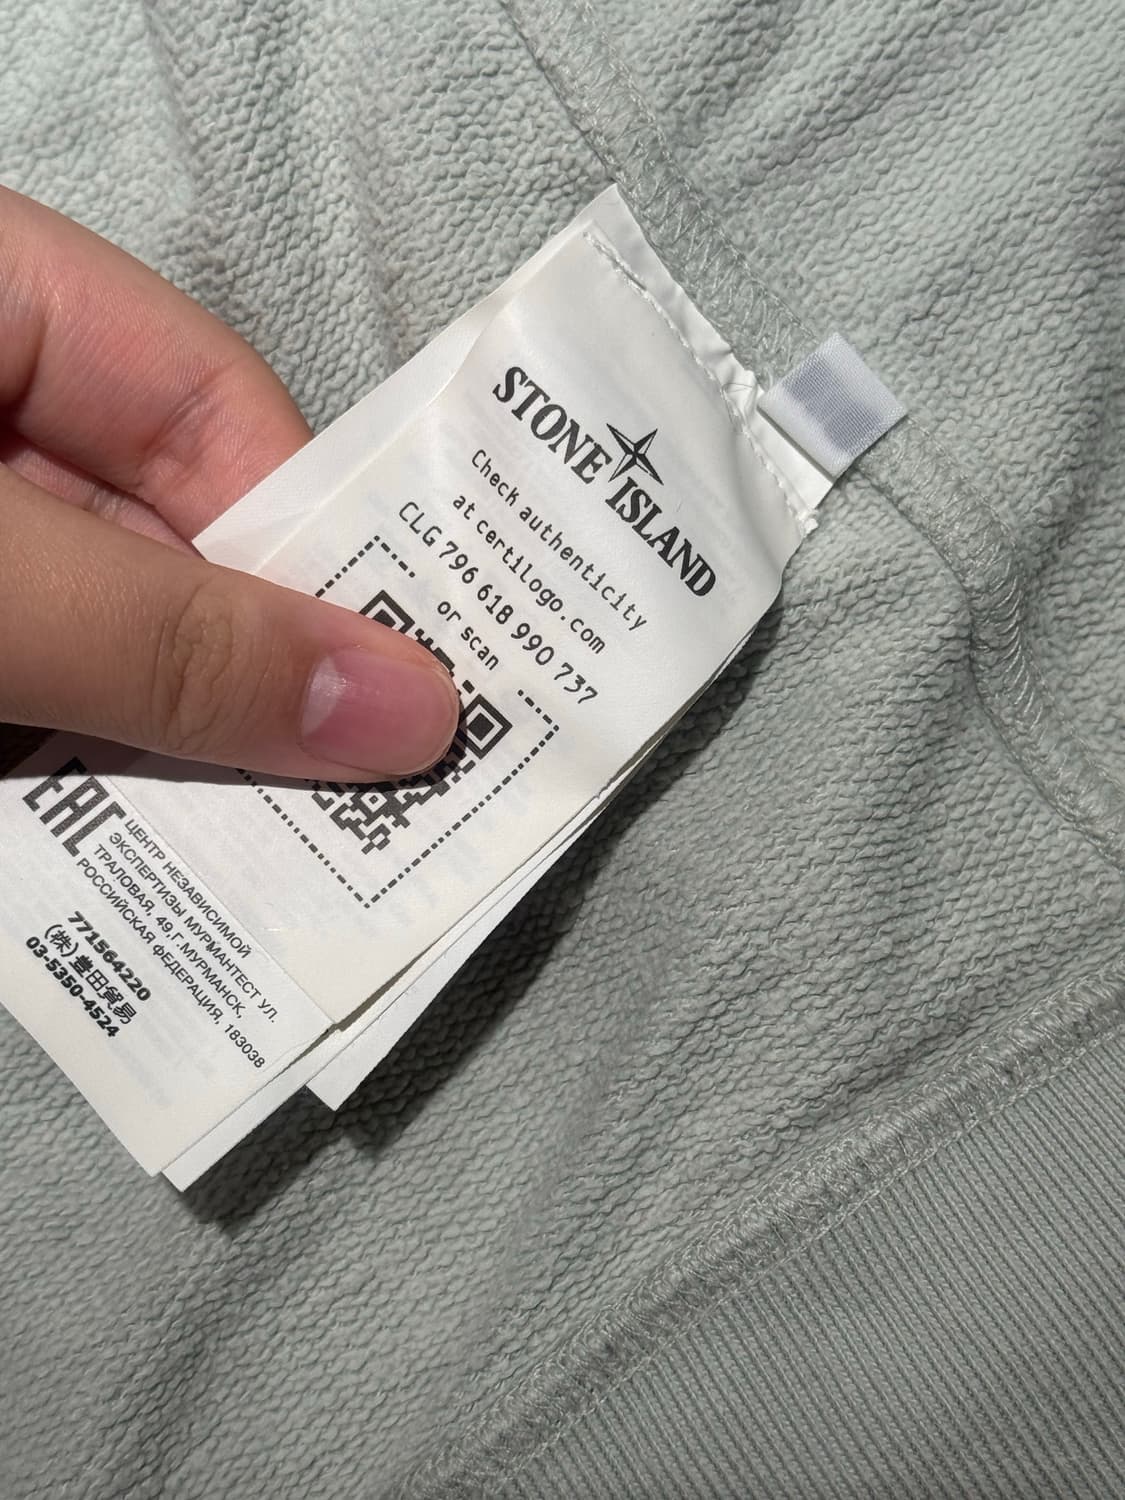 STONE ISLAND
Check authenticity
at certilogo.com
CLG 796 618 990 737
or scan
EAC
ЦЕНТР НЕЗАВИСИМОЙ
ЭКСПЕРТИЗЫ МУРМАНТЕСТ УЛ.
ТРАЛОВАЯ, 49,Г.МУРМАНСК,
РОССИЙСКАЯ ФЕДЕРАЦИЯ, 183038
771564220
(株)豊田貿易
03-5350-4524